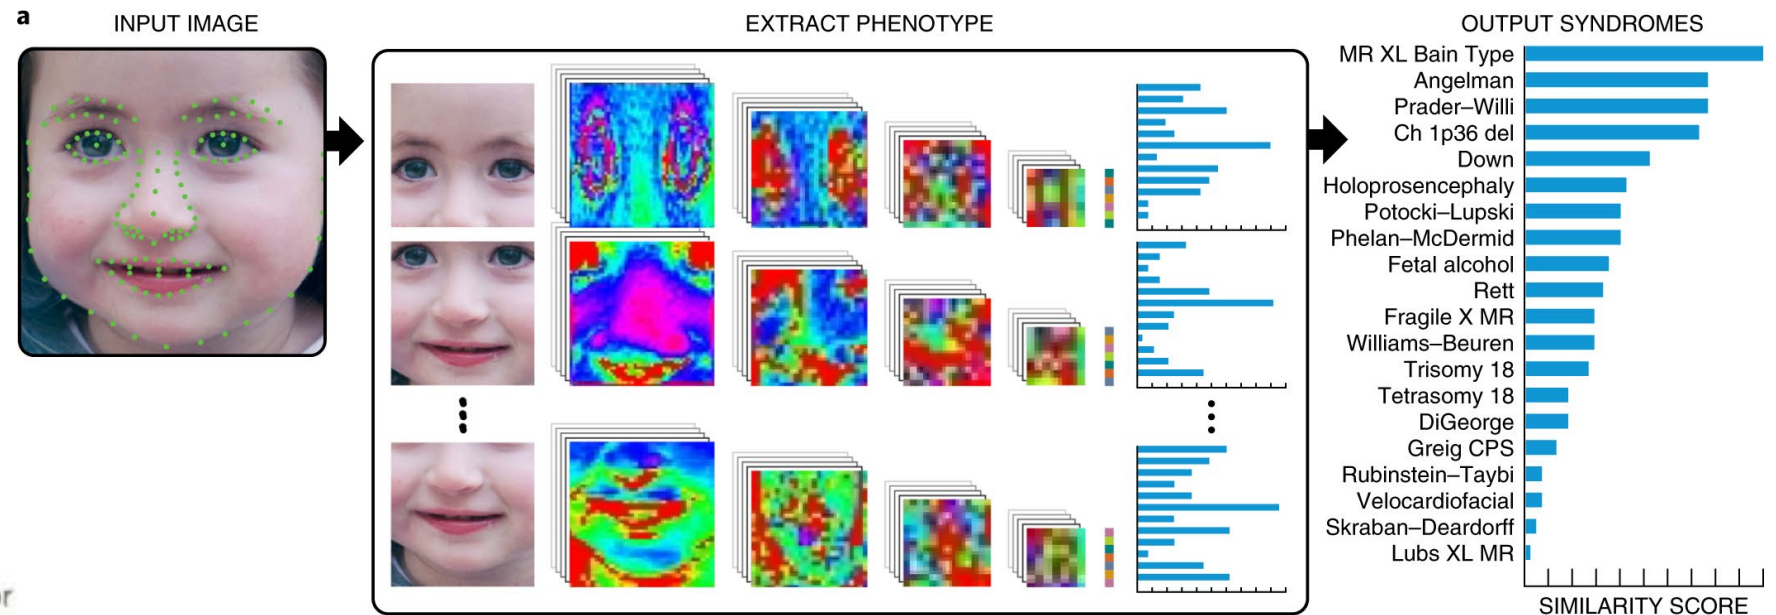 a
INPUT IMAGE
EXTRACT PHENOTYPE
OUTPUT SYNDROMES
MR XL Bain Type
Angelman
Prader–Willi
Ch 1p36 del
Down
Holoprosencephaly
Potocki–Lupski
Phelan–McDermid
Fetal alcohol
Rett
Fragile X MR
Williams–Beuren
Trisomy 18
Tetrasomy 18
DiGeorge
Greig CPS
Rubinstein–Taybi
Velocardiofacial
Skraban–Deardorff
Lubs XL MR
SIMILARITY SCORE